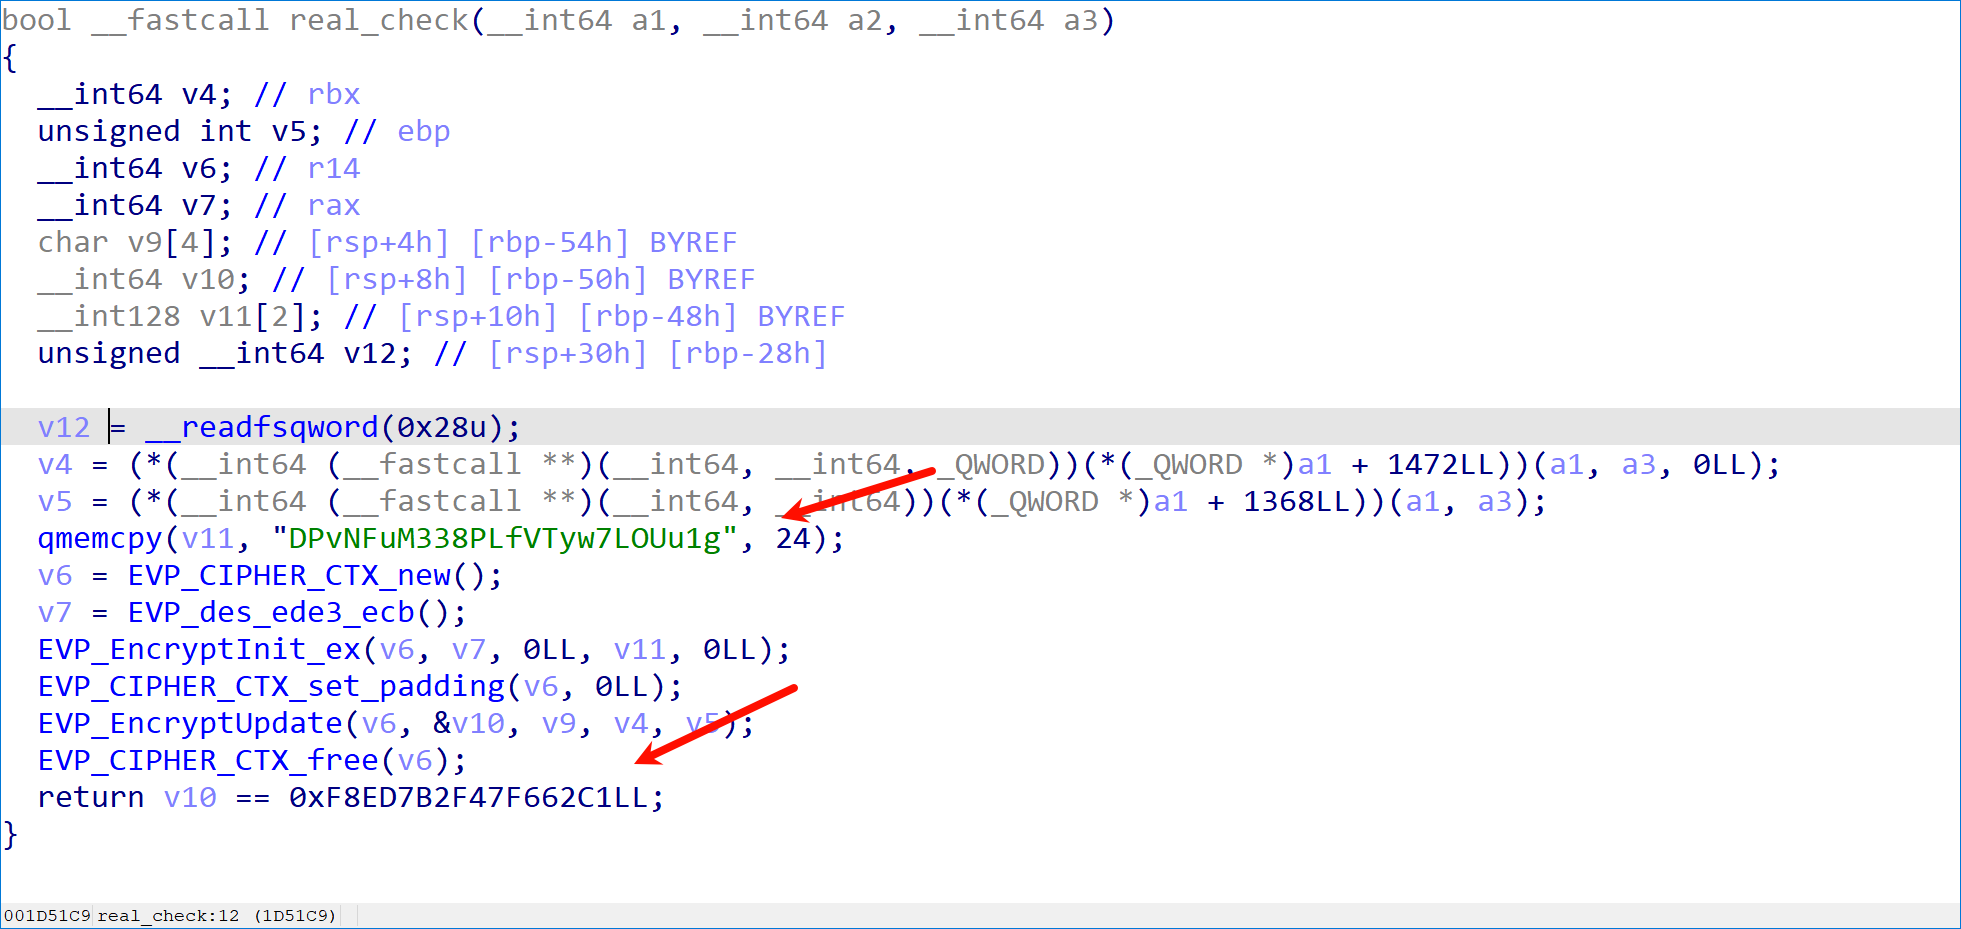 bool __fastcall real_check(__int64 a1, __int64 a2, __int64 a3)
{
  __int64 v4; // rbx
  unsigned int v5; // ebp
  __int64 v6; // r14
  __int64 v7; // rax
  char v9[4]; // [rsp+4h] [rbp-54h] BYREF
  __int64 v10; // [rsp+8h] [rbp-50h] BYREF
  __int128 v11[2]; // [rsp+10h] [rbp-48h] BYREF
  unsigned __int64 v12; // [rsp+30h] [rbp-28h]
  v12 = __readfsqword(0x28u);
  v4 = (*(__int64 (__fastcall **)(__int64, __int64, _QWORD))(*(_QWORD *)a1 + 1472LL))(a1, a3, 0LL);
  v5 = (*(__int64 (__fastcall **)(__int64, __int64))(*(_QWORD *)a1 + 1368LL))(a1, a3);
  qmemcpy(v11, "DPvNFuM338PLfVTyw7LOUu1g", 24);
  v6 = EVP_CIPHER_CTX_new();
  v7 = EVP_des_ede3_ecb();
  EVP_EncryptInit_ex(v6, v7, 0LL, v11, 0LL);
  EVP_CIPHER_CTX_set_padding(v6, 0LL);
  EVP_EncryptUpdate(v6, &v10, v9, v4, v5);
  EVP_CIPHER_CTX_free(v6);
  return v10 == 0xF8ED7B2F47F662C1LL;
}
001D51C9 real_check:12 (1D51C9)